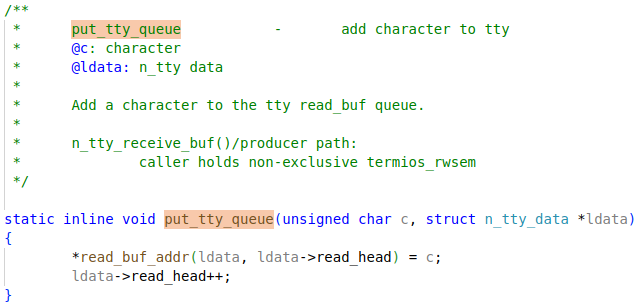 /**
 *	put_tty_queue		-	add character to tty
 *	@c: character
 *	@ldata: n_tty data
 *
 *	Add a character to the tty read_buf queue.
 *
 *	n_tty_receive_buf()/producer path:
 *		caller holds non-exclusive termios_rwsem
 */

static inline void put_tty_queue(unsigned char c, struct n_tty_data *ldata)
{
	*read_buf_addr(ldata, ldata->read_head) = c;
	ldata->read_head++;
}